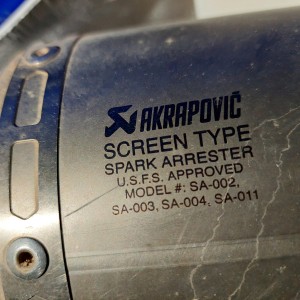 AKRAPOVIČ
SCREEN TYPE
SPARK ARRESTER
U.S.F.S. APPROVED
MODEL #: SA-002,
SA-003, SA-004, SA-011